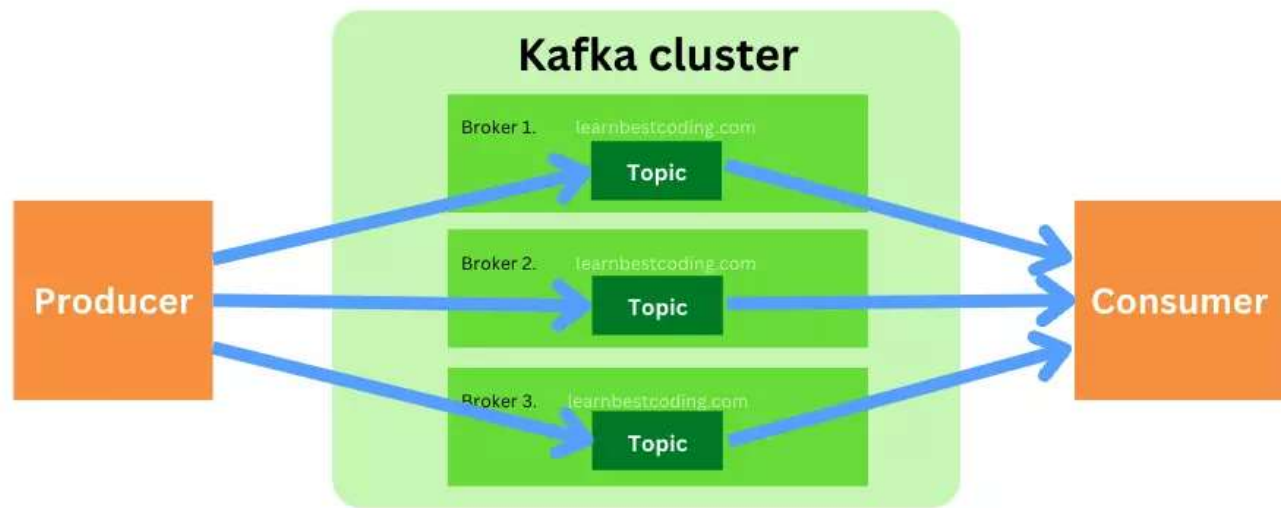 Kafka cluster
Broker 1. learnbestcoding.com
Topic
Producer
Broker 2. learnbestcoding.com
Topic
Consumer
Broker 3. learnbestcoding.com
Topic